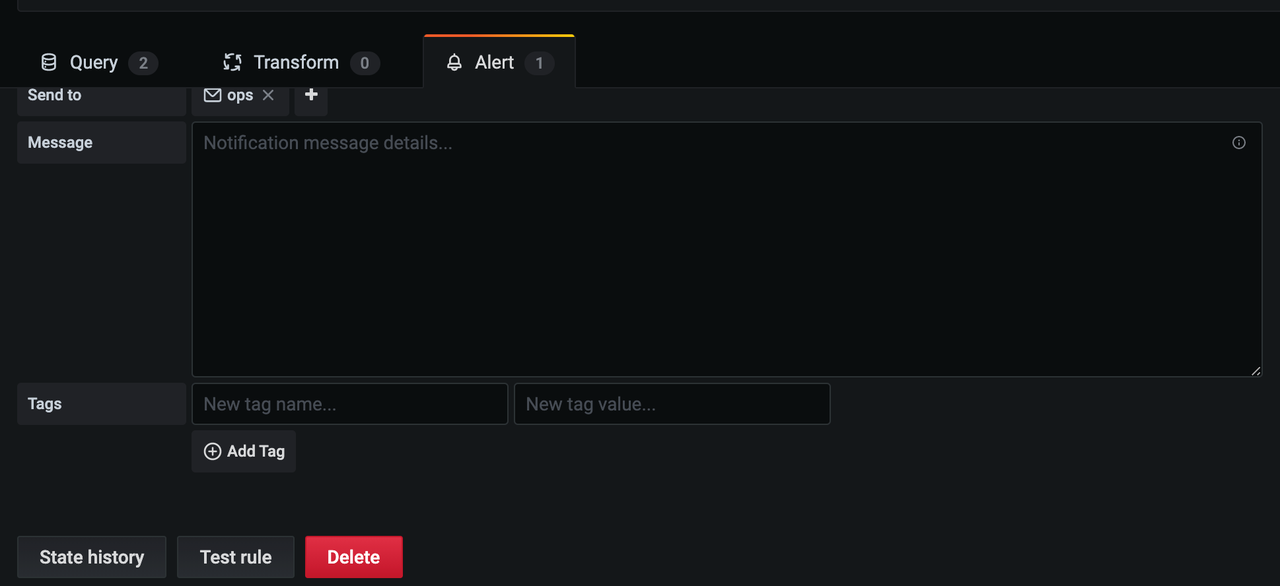 Query 2 Transform 0 Alert 1
Send to ops
Message Notification message details...
Tags New tag name... New tag value...
Add Tag
State history Test rule Delete